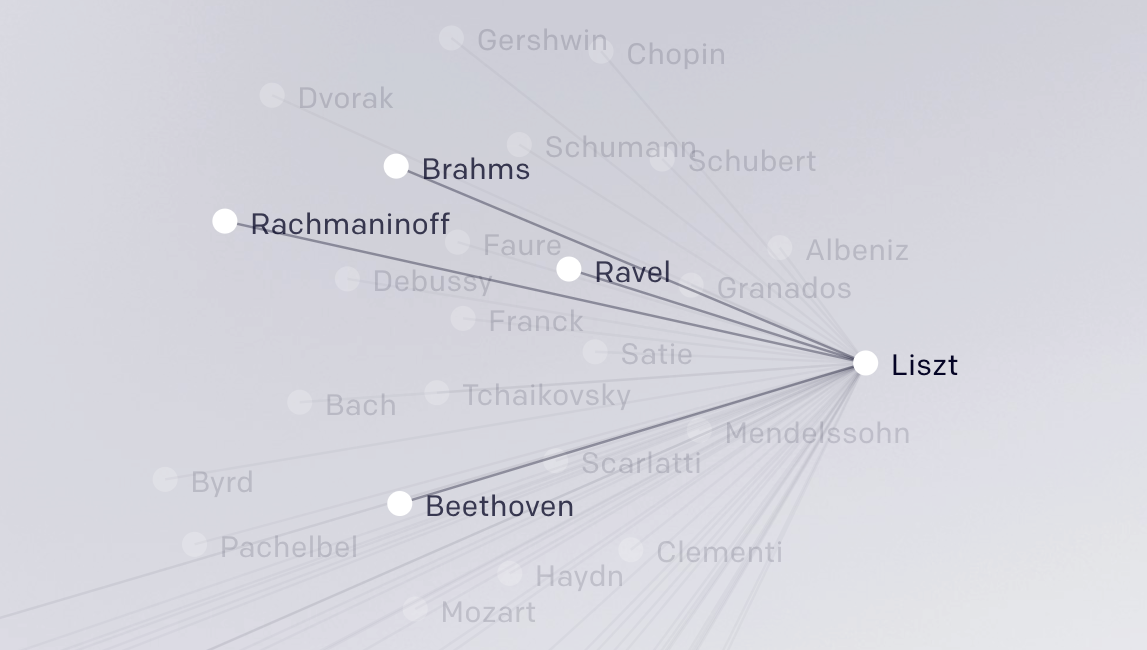 Gershwin
Chopin
Dvorak
Schumann
Schubert
Brahms
Rachmaninoff
Faure
Albeniz
Ravel
Debussy
Granados
Franck
Satie
Liszt
Tchaikovsky
Bach
Mendelssohn
Scarlatti
Byrd
Beethoven
Pachelbel
Clementi
Haydn
Mozart